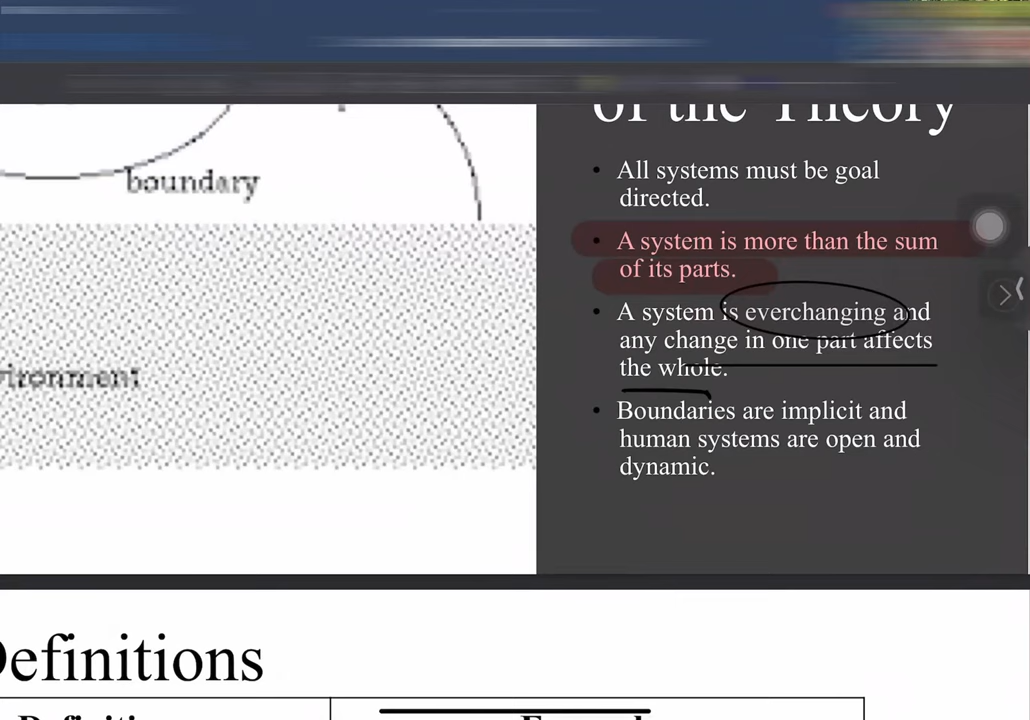 of the Theory
boundary
• All systems must be goal
directed.
• A system is more than the sum
of its parts.
• A system is everchanging and
any change in one part affects
the whole.
vironment
• Boundaries are implicit and
human systems are open and
dynamic.
Definitions